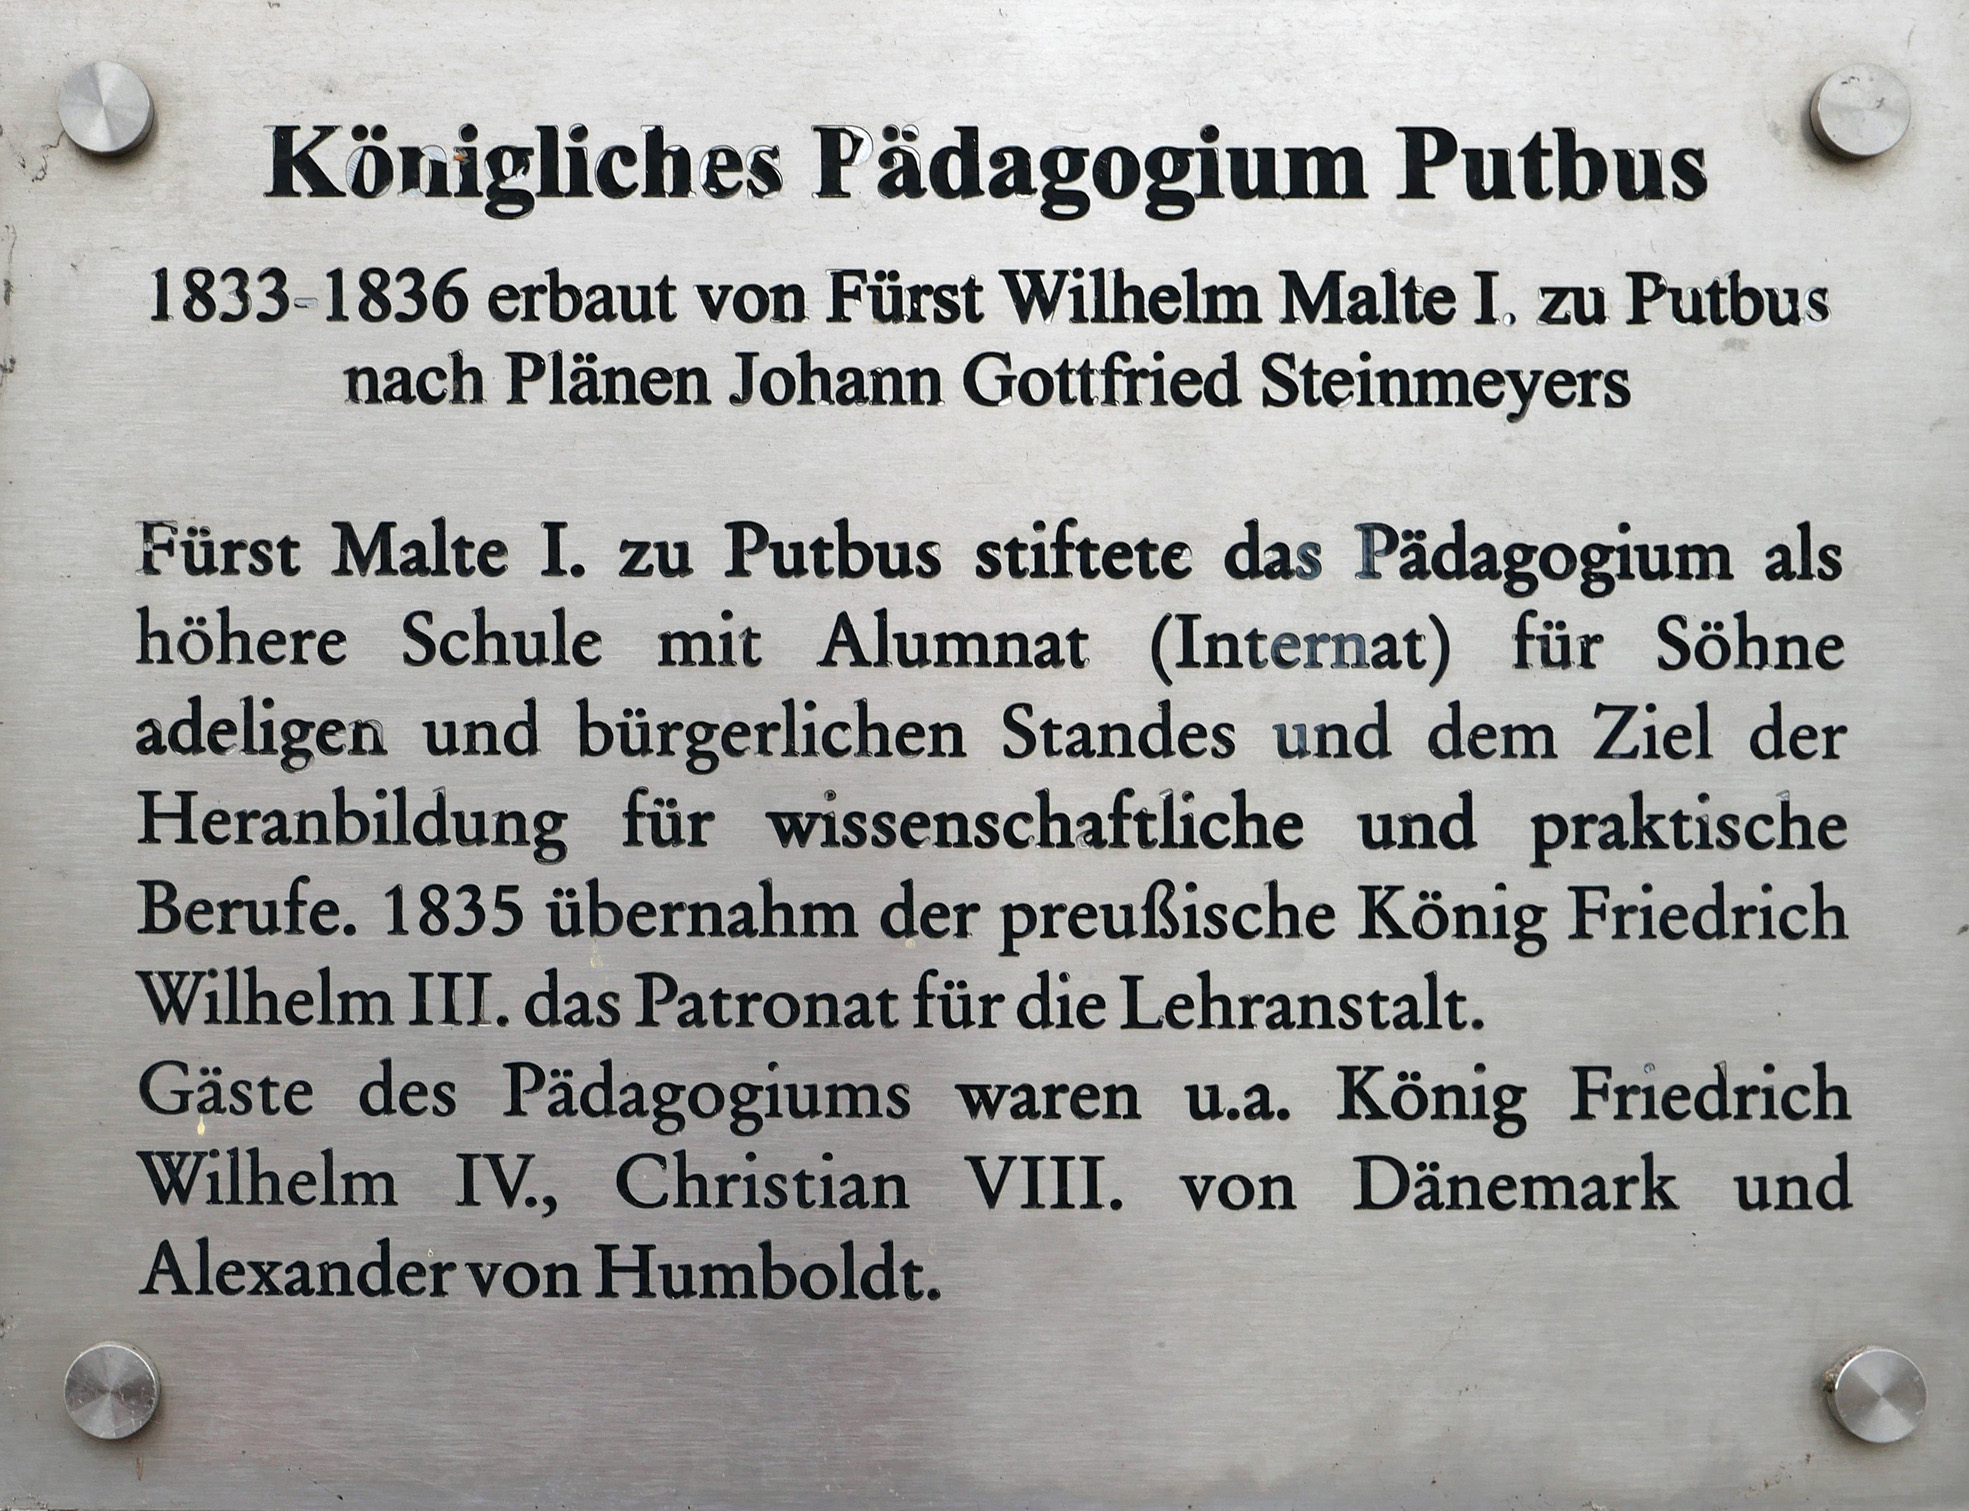 Königliches Pädagogium Putbus
1833-1836 erbaut von Fürst Wilhelm Malte I. zu Putbus
nach Plänen Johann Gottfried Steinmeyers
Fürst Malte I. zu Putbus stiftete das Pädagogium als
höhere Schule mit Alumnat (Internat) für Söhne
adeligen und bürgerlichen Standes und dem Ziel der
Heranbildung für wissenschaftliche und praktische
Berufe. 1835 übernahm der preußische König Friedrich
Wilhelm III. das Patronat für die Lehranstalt.
Gäste des Pädagogiums waren u.a. König Friedrich
Wilhelm IV., Christian VIII. von Dänemark und
Alexander von Humboldt.